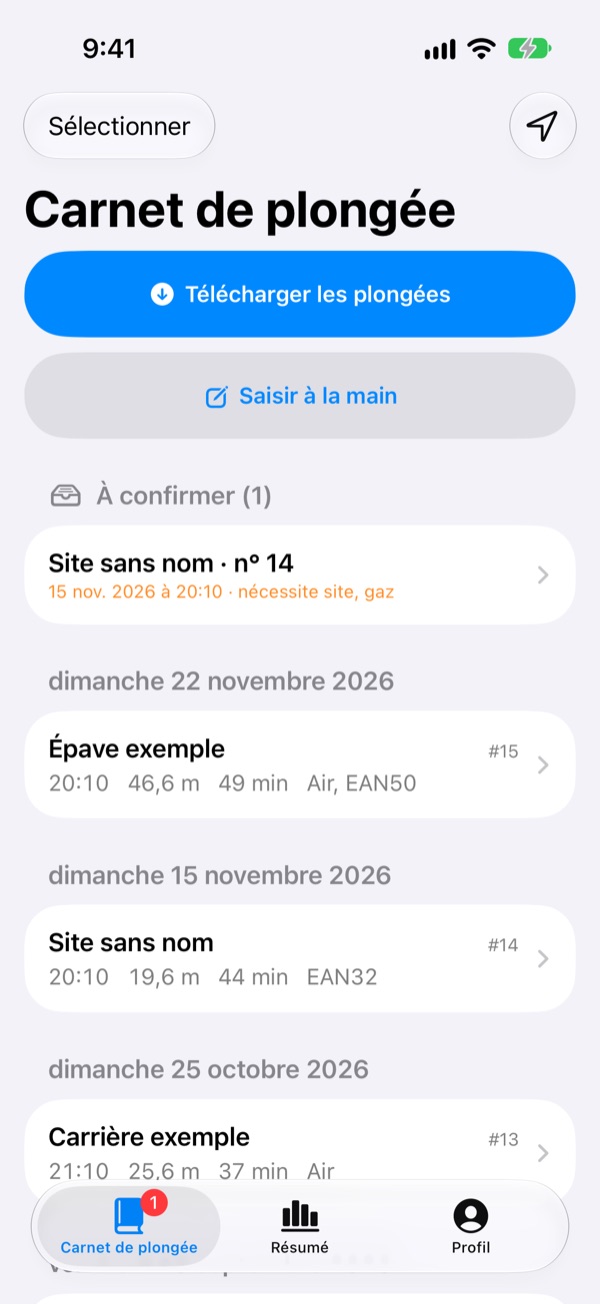 9:41
Sélectionner
Carnet de plongée
Télécharger les plongées
Saisir à la main
À confirmer (1)
Site sans nom · nº 14
15 nov. 2026 à 20:10 · nécessite site, gaz
dimanche 22 novembre 2026
Épave exemple #15
20:10 46,6 m 49 min Air, EAN50
dimanche 15 novembre 2026
Site sans nom #14
20:10 19,6 m 44 min EAN32
dimanche 25 octobre 2026
Carrière exemple #13
21:10 25,6 m 37 min Air
1
Carnet de plongée Résumé Profil